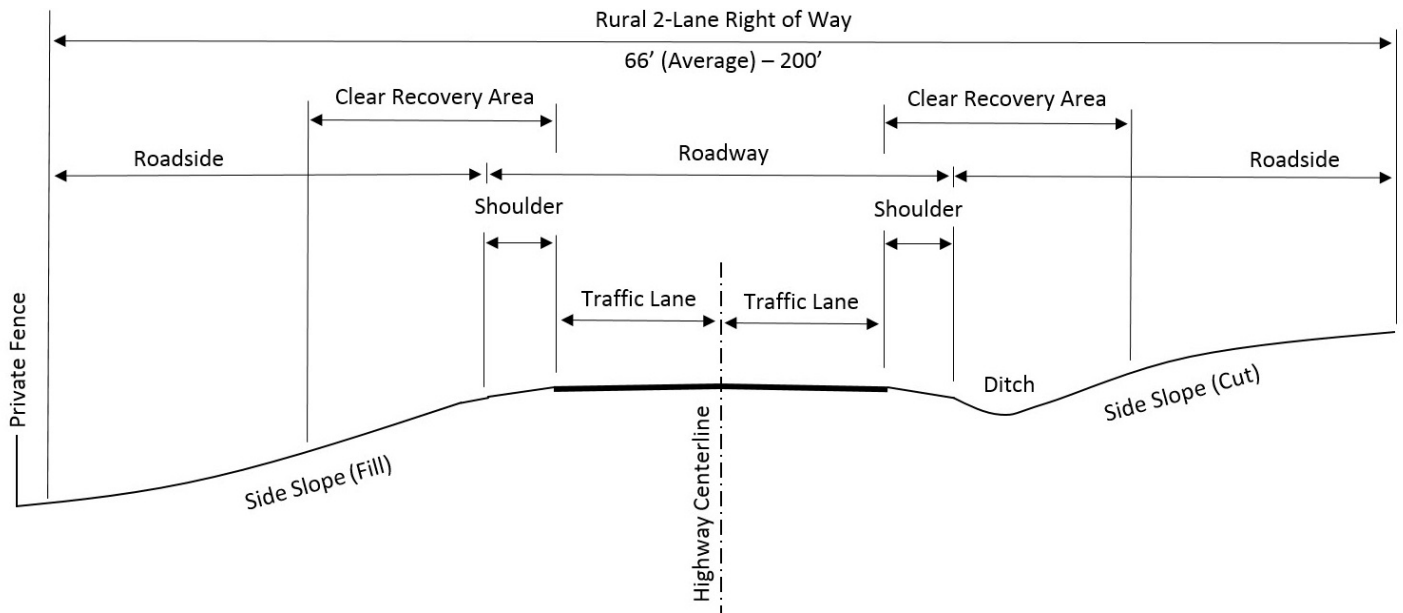 Rural 2-Lane Right of Way
66’ (Average) – 200’
Clear Recovery Area
Clear Recovery Area
Roadside
Roadway
Roadside
Shoulder
Shoulder
Traffic Lane
Traffic Lane
Private Fence
Ditch
Side Slope (Cut)
Side Slope (Fill)
Highway Centerline